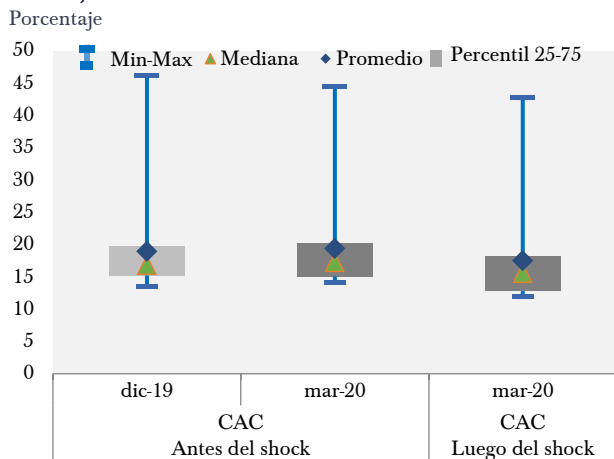 Porcentaje
50
Min-Max Mediana Promedio Percentil 25-75
45
40
35
30
25
20
15
10
5
0
dic-19 mar-20 mar-20
CAC CAC
Antes del shock Luego del shock